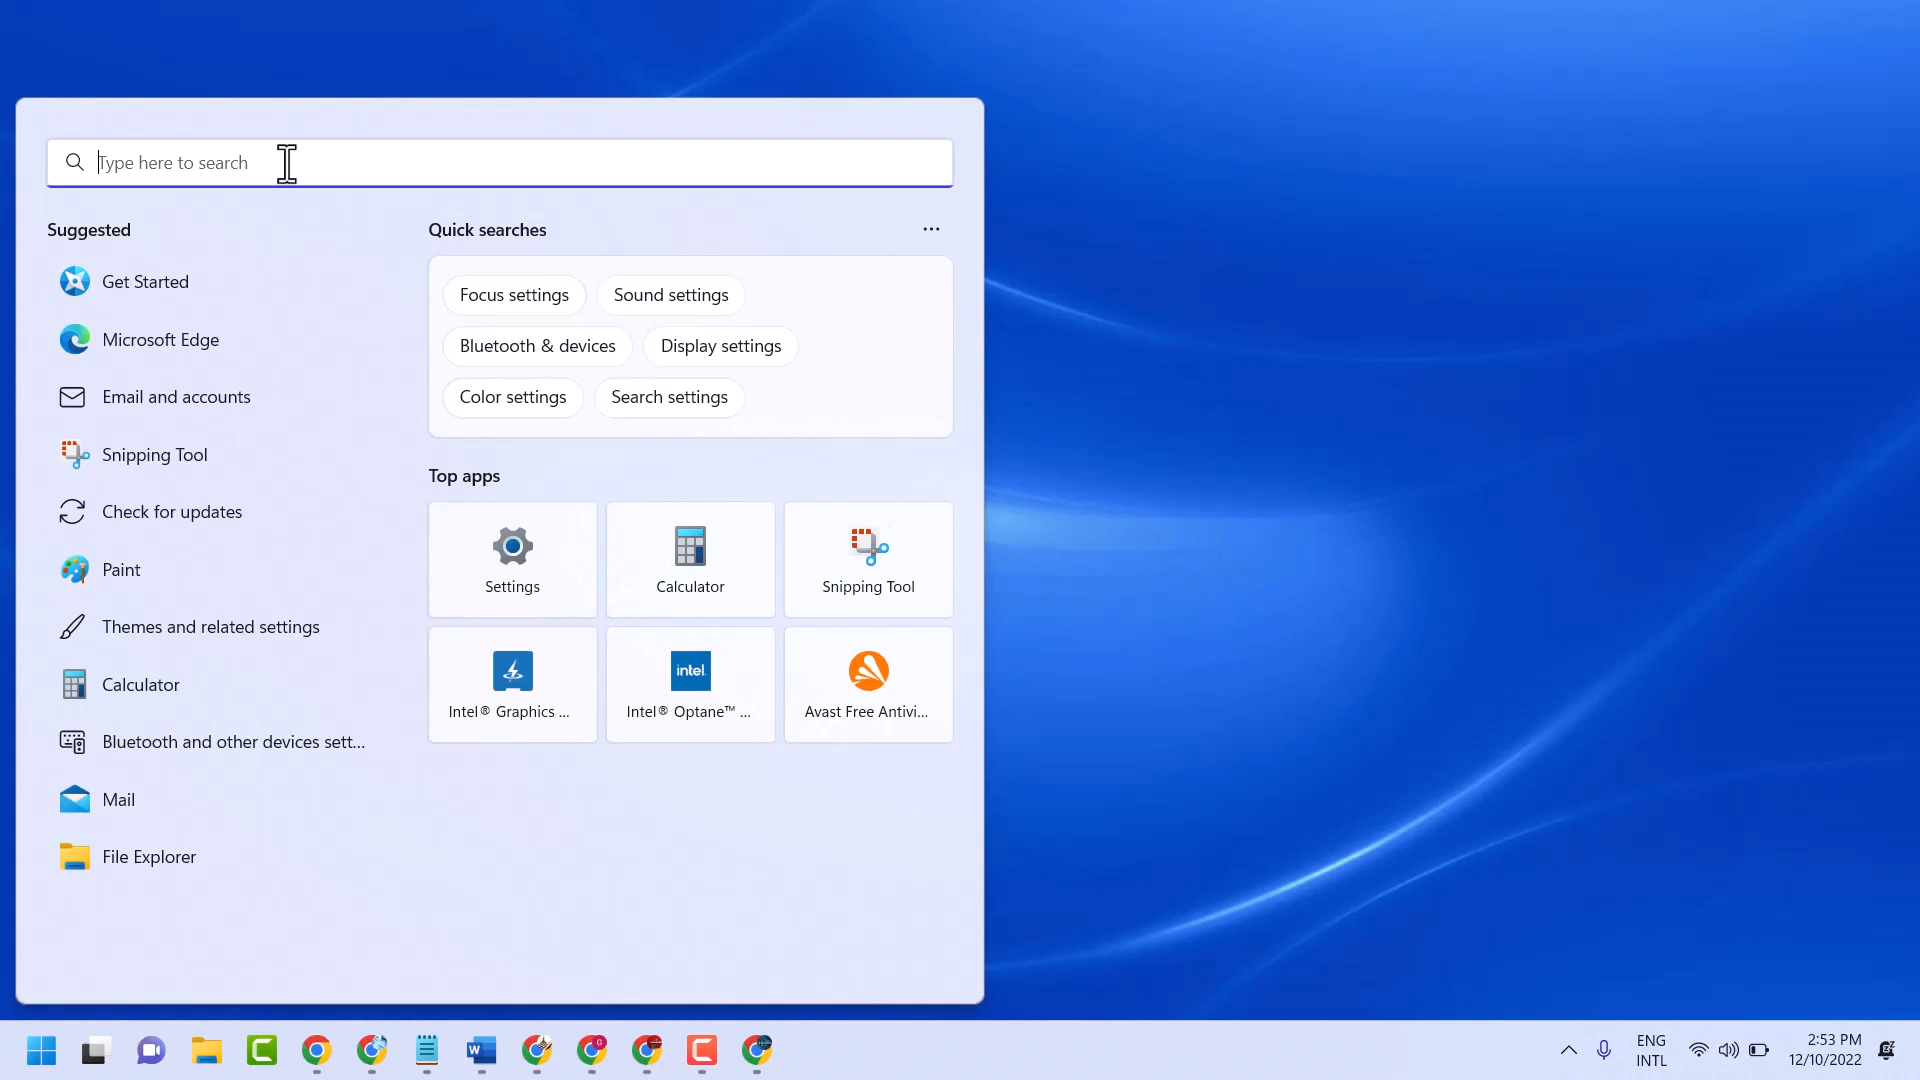 Type here to search
Suggested
Get Started
Microsoft Edge
Email and accounts
Snipping Tool
Check for updates
Paint
Themes and related settings
Calculator
Bluetooth and other devices sett...
Mail
File Explorer
Quick searches
Focus settings
Sound settings
Bluetooth & devices
Display settings
Color settings
Search settings
Top apps
Settings
Calculator
Snipping Tool
intel.
Intel® Graphics ...
Intel® Optane™ ...
Avast Free Antivi...
W
G
ENG
INTL
2:53 PM
12/10/2022